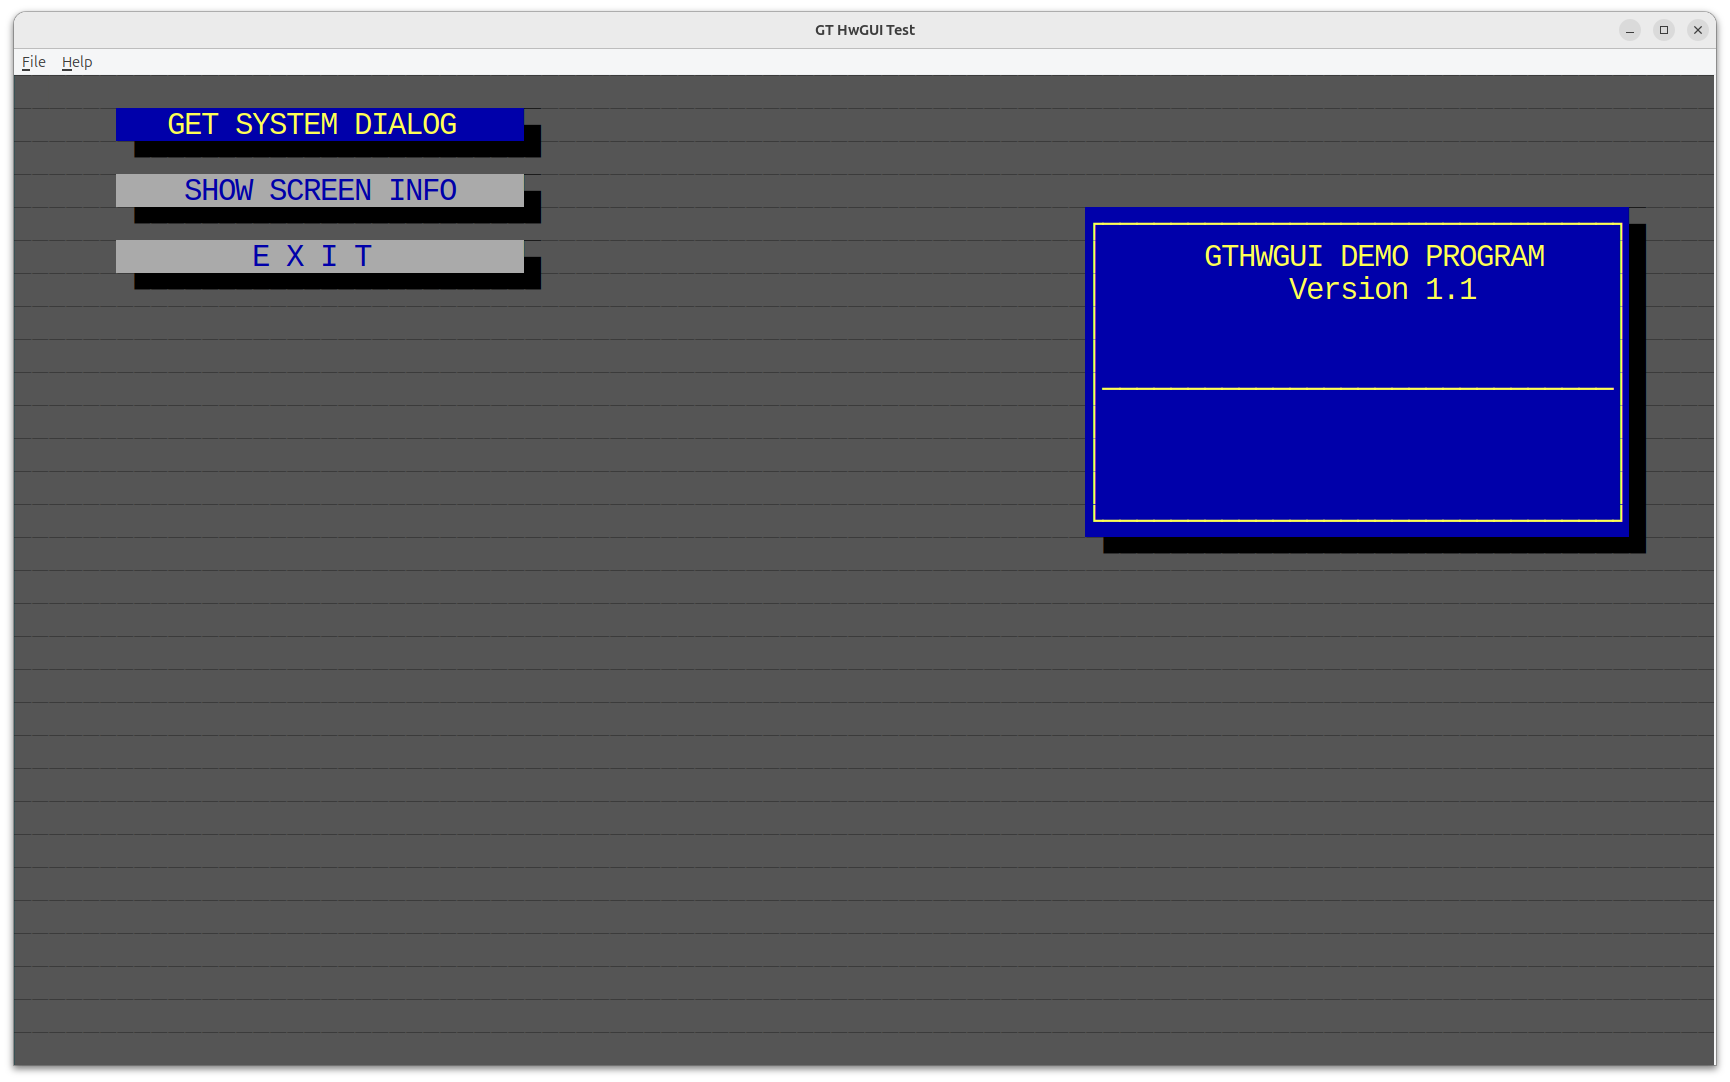 GT HwGUI Test
File Help
GET SYSTEM DIALOG
SHOW SCREEN INFO
E X I T
GTHWGUI DEMO PROGRAM
Version 1.1